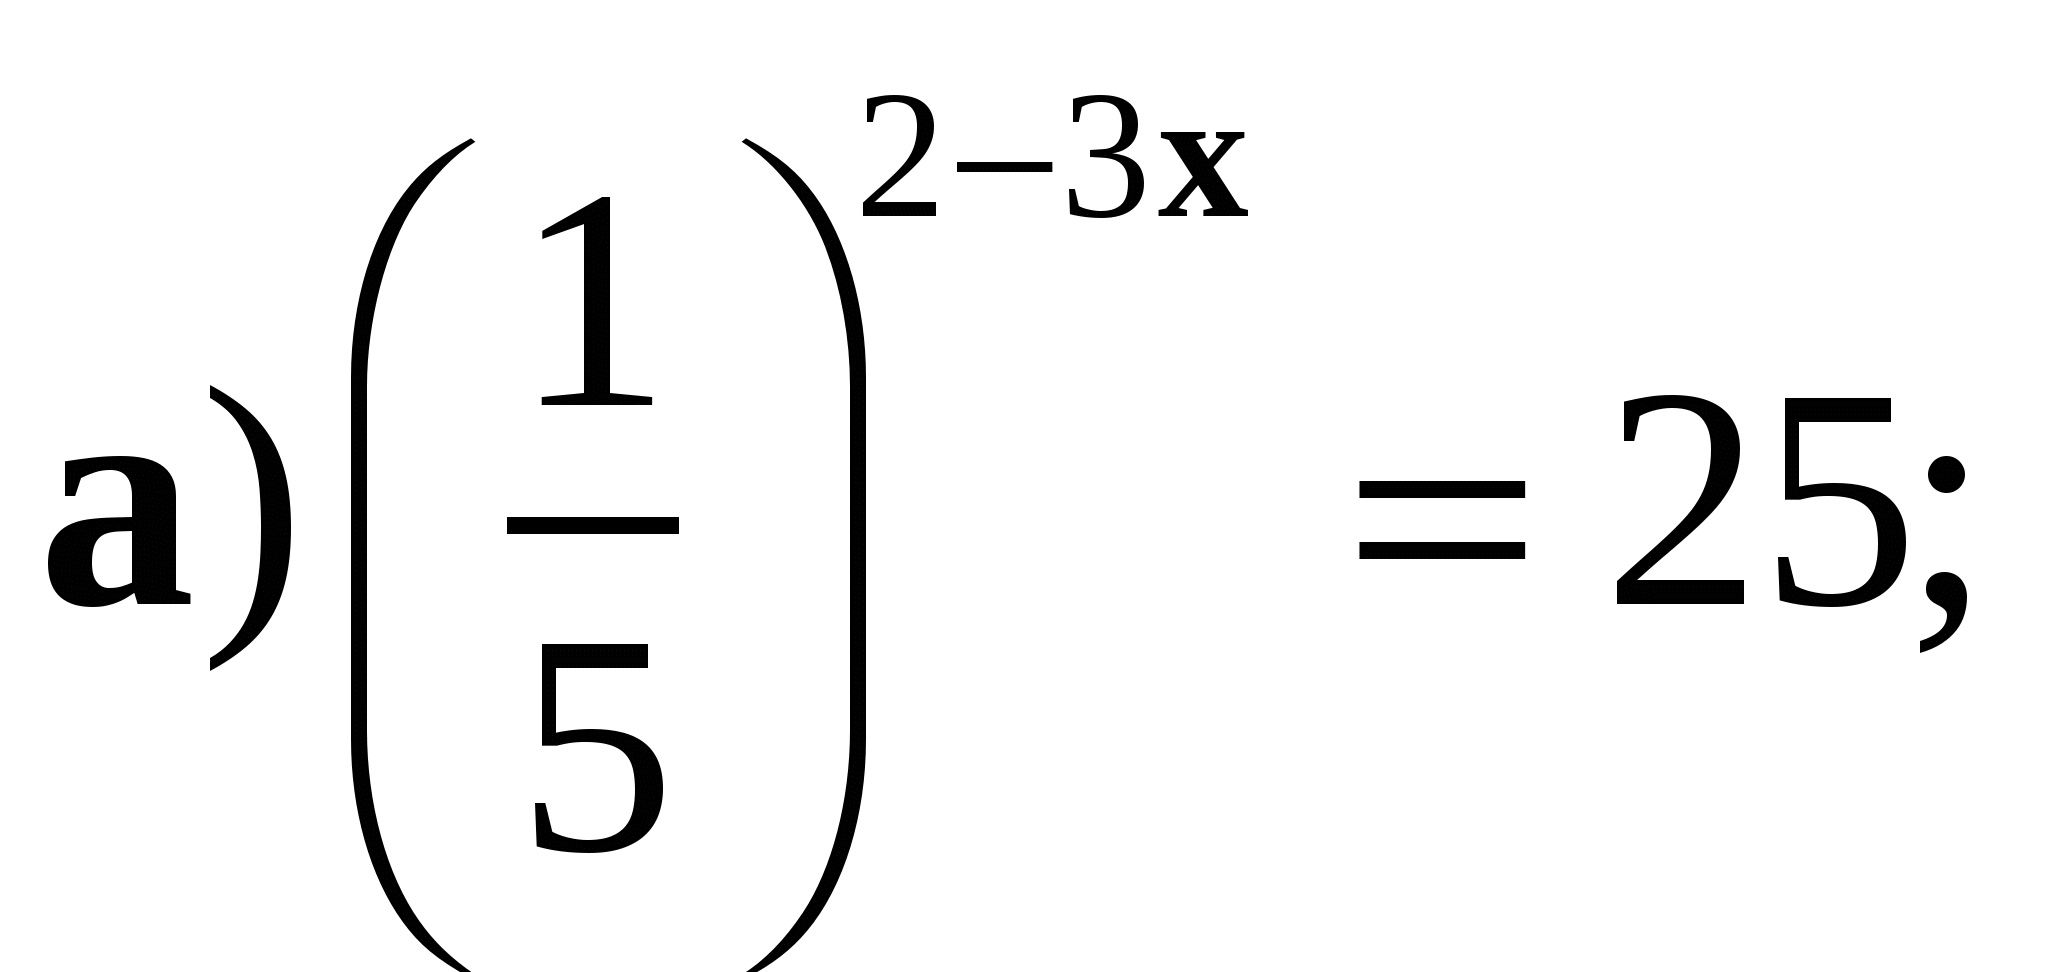 а) (1/5)^{2−3x} = 25;